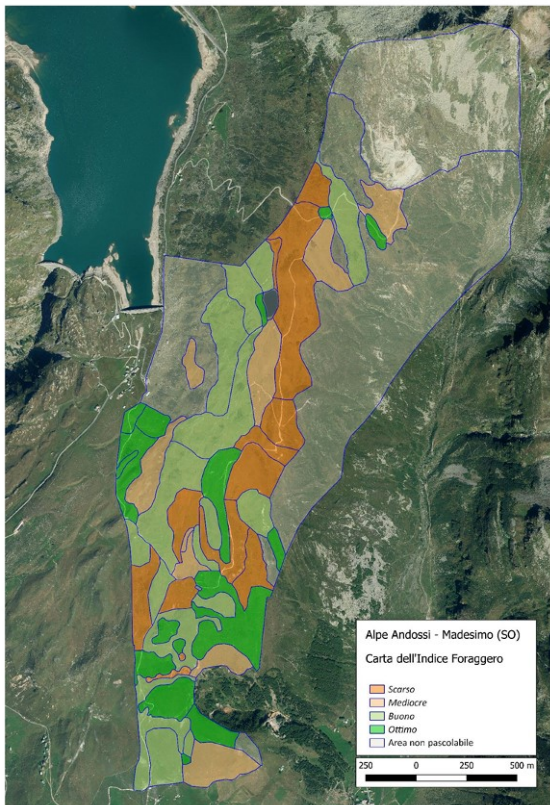 Alpe Andossi - Madesimo (SO)
Carta dell'Indice Foraggero
Scarso
Mediocre
Buono
Ottimo
Area non pascolabile
250 0 250 500 m